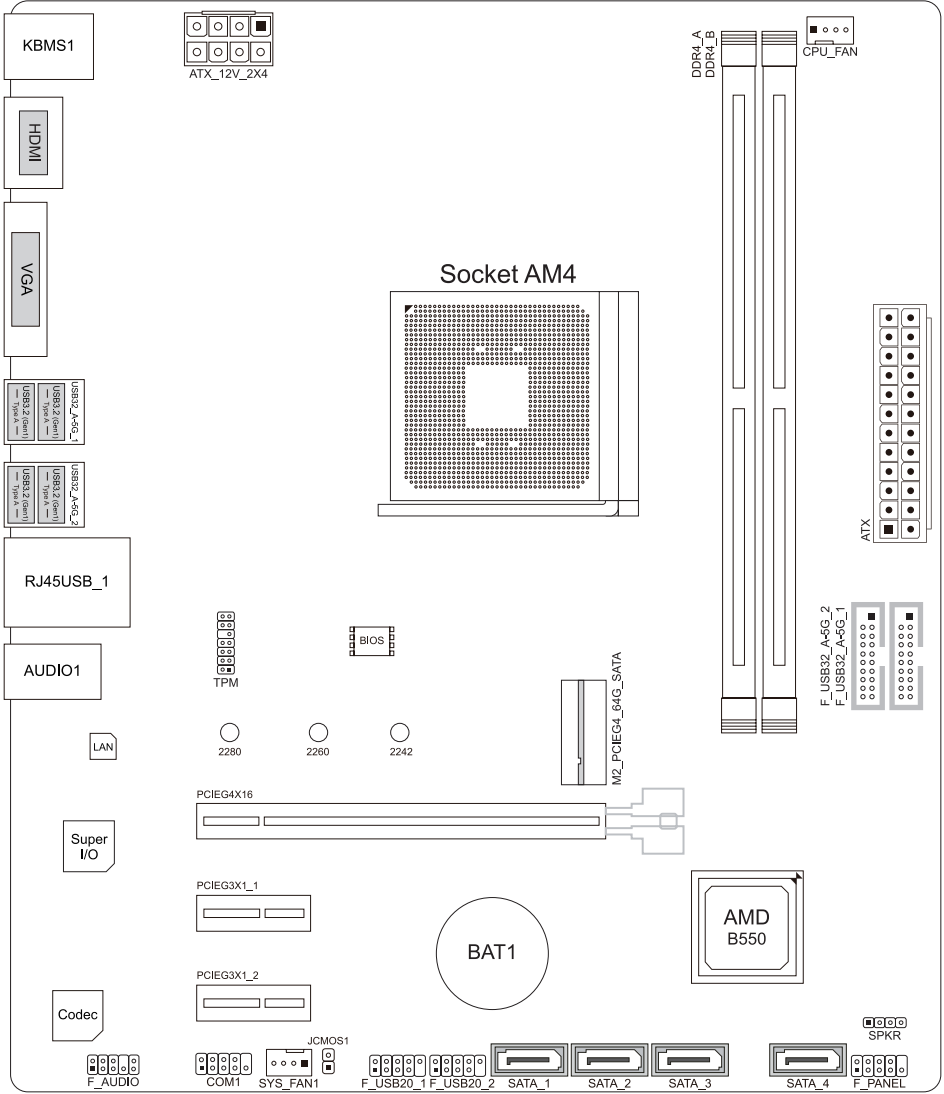 KBMS1
ATX_12V_2X4
DDR4_A
DDR4_B
CPU_FAN
HDMI
VGA
Socket AM4
USB3.2 (Gen1)
Type A
USB3.2 (Gen1)
Type A
USB32_A-5G_1
USB3.2 (Gen1)
Type A
USB3.2 (Gen1)
Type A
USB32_A-5G_2
ATX
RJ45USB_1
AUDIO1
TPM
BIOS
F_USB32_A-5G_2
F_USB32_A-5G_1
M2_PCIEG4_64G_SATA
LAN
2280
2260
2242
PCIEG4X16
Super
I/O
PCIEG3X1_1
AMD
B550
BAT1
PCIEG3X1_2
Codec
JCMOS1
SPKR
F_AUDIO
COM1
SYS_FAN1
F_USB20_1
F_USB20_2
SATA_1
SATA_2
SATA_3
SATA_4
F_PANEL